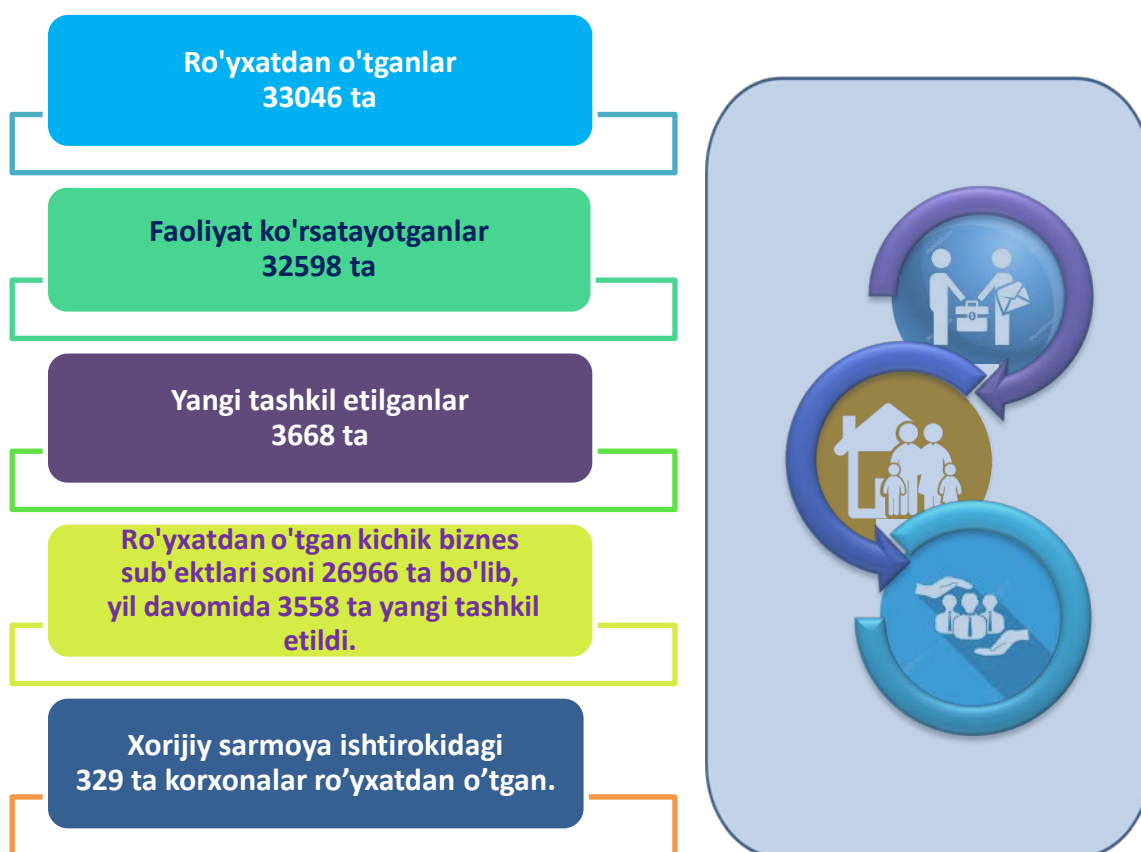 Ro'yxatdan o'tganlar
33046 ta
Faoliyat ko'rsatayotganlar
32598 ta
Yangi tashkil etilganlar
3668 ta
Ro'yxatdan o'tgan kichik biznes
sub'ektlari soni 26966 ta bo'lib,
yil davomida 3558 ta yangi tashkil
etildi.
Xorijiy sarmoya ishtirokidagi
329 ta korxonalar ro’yxatdan o’tgan.